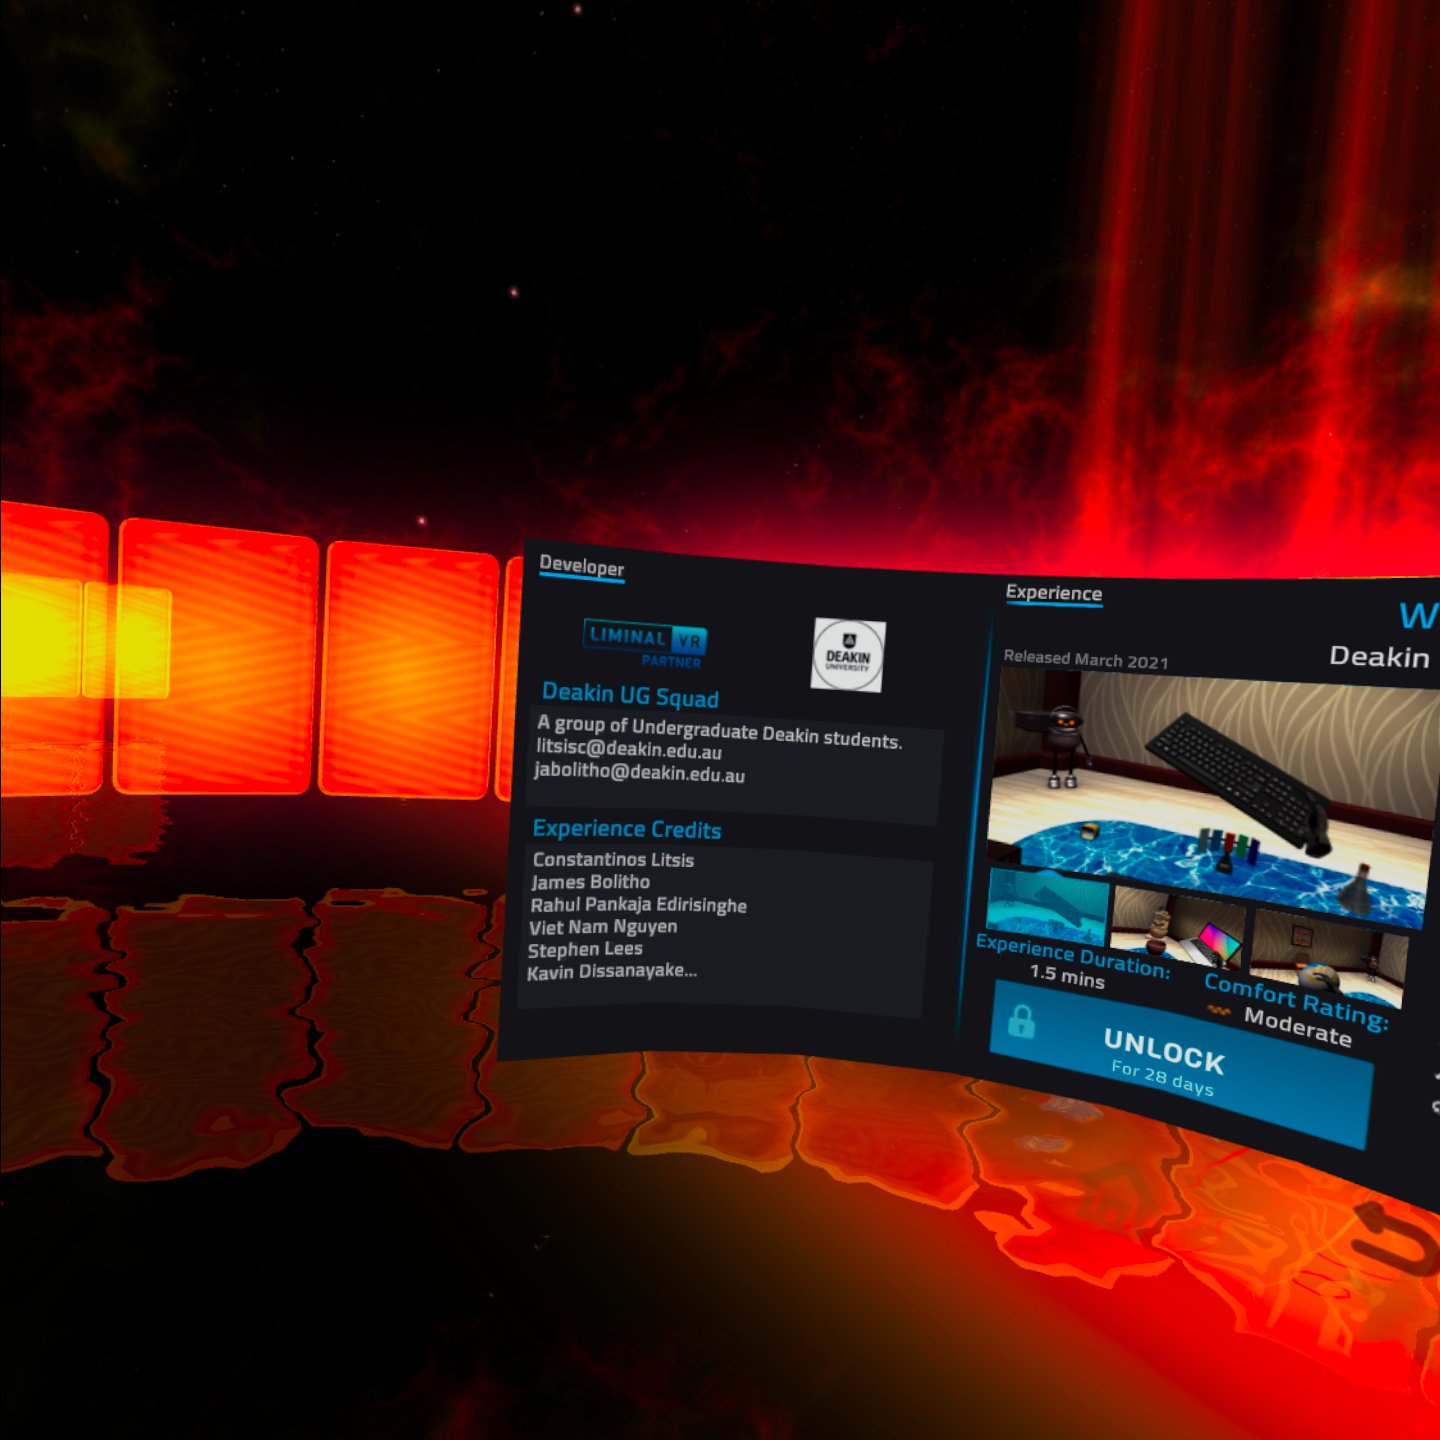 Developer
LIMINAL VR
PARTNER
DEAKIN
UNIVERSITY
Deakin UG Squad
A group of Undergraduate Deakin students.
litsisc@deakin.edu.au
jabolitho@deakin.edu.au
Experience Credits
Constantinos Litsis
James Bolitho
Rahul Pankaja Edirisinghe
Viet Nam Nguyen
Stephen Lees
Kavin Dissanayake...
Experience
W
Released March 2021
Deakin
Experience Duration:
1.5 mins
Comfort Rating:
Moderate
UNLOCK
For 28 days